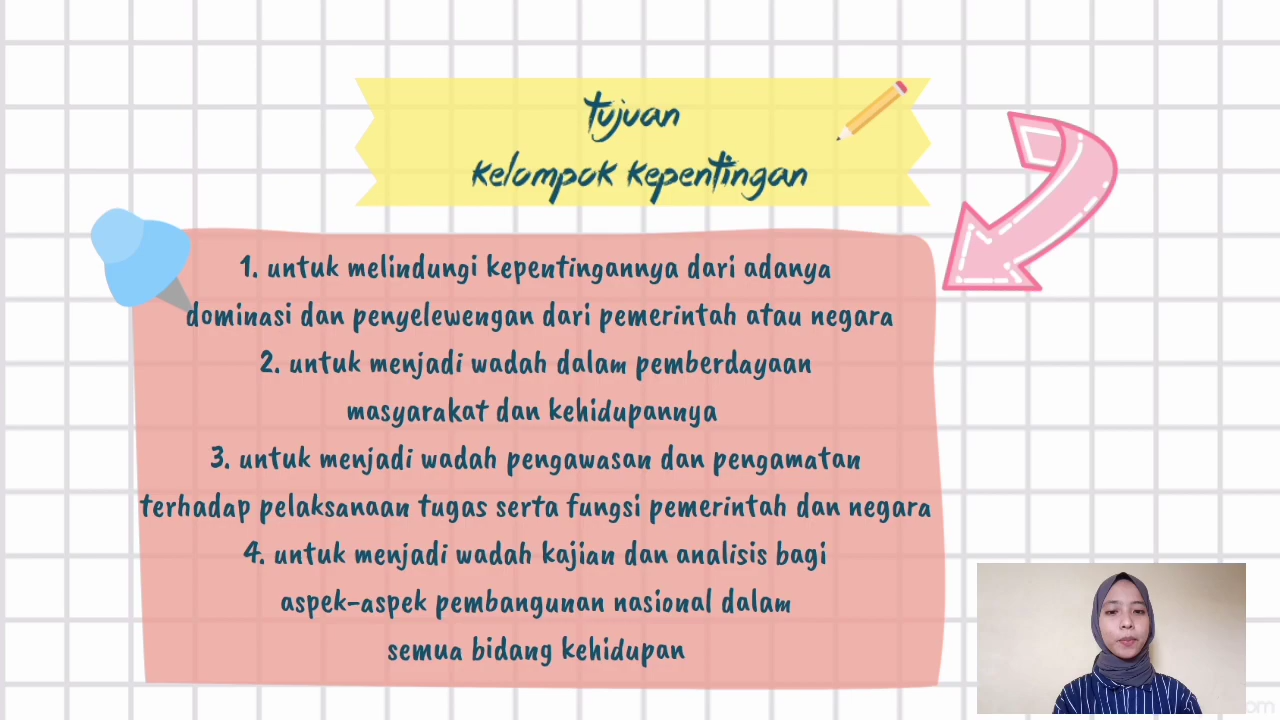 tujuan
kelompok kepentingan
1. untuk melindungi kepentingannya dari adanya
dominasi dan penyelewengan dari pemerintah atau negara
2. untuk menjadi wadah dalam pemberdayaan
masyarakat dan kehidupannya
3. untuk menjadi wadah pengawasan dan pengamatan
terhadap pelaksanaan tugas serta fungsi pemerintah dan negara
4. untuk menjadi wadah kajian dan analisis bagi
aspek-aspek pembangunan nasional dalam
semua bidang kehidupan